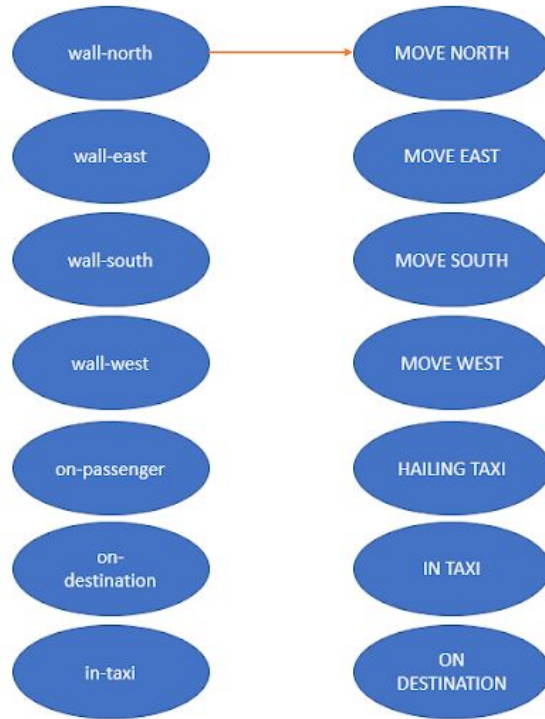 wall-north
MOVE NORTH
wall-east
MOVE EAST
wall-south
MOVE SOUTH
wall-west
MOVE WEST
on-passenger
HAILING TAXI
on-
destination
IN TAXI
in-taxi
ON
DESTINATION